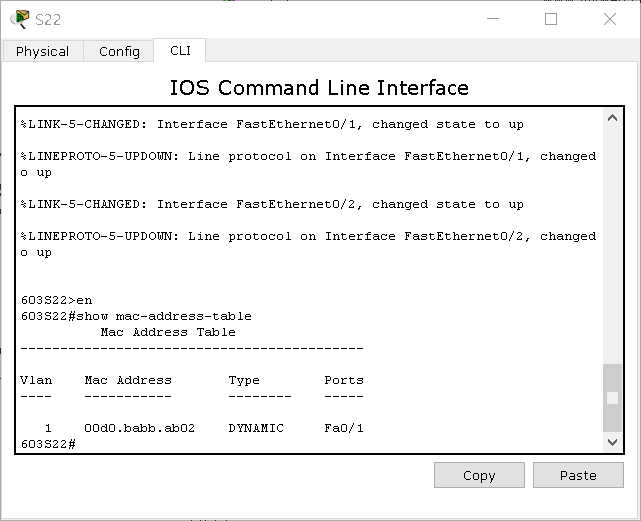 S22
Physical
Config
CLI
IOS Command Line Interface
%LINK-5-CHANGED: Interface FastEthernet0/1, changed state to up
%LINEPROTO-5-UPDOWN: Line protocol on Interface FastEthernet0/1, changed
o up
%LINK-5-CHANGED: Interface FastEthernet0/2, changed state to up
%LINEPROTO-5-UPDOWN: Line protocol on Interface FastEthernet0/2, changed
o up
603S22>en
603S22#show mac-address-table
Mac Address Table
-------------------------------------------
Vlan    Mac Address       Type        Ports
----    -----------       --------    -----
1    00d0.babb.ab02    DYNAMIC     Fa0/1
603S22#
Copy
Paste